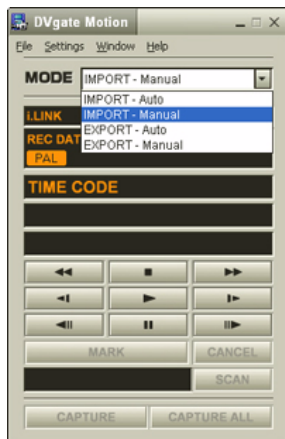 DVgate Motion
File Settings Window Help
MODE IMPORT - Manual
IMPORT - Auto
i.LINK IMPORT - Manual
REC DAT EXPORT - Auto
PAL EXPORT - Manual
TIME CODE
MARK CANCEL
SCAN
CAPTURE CAPTURE ALL